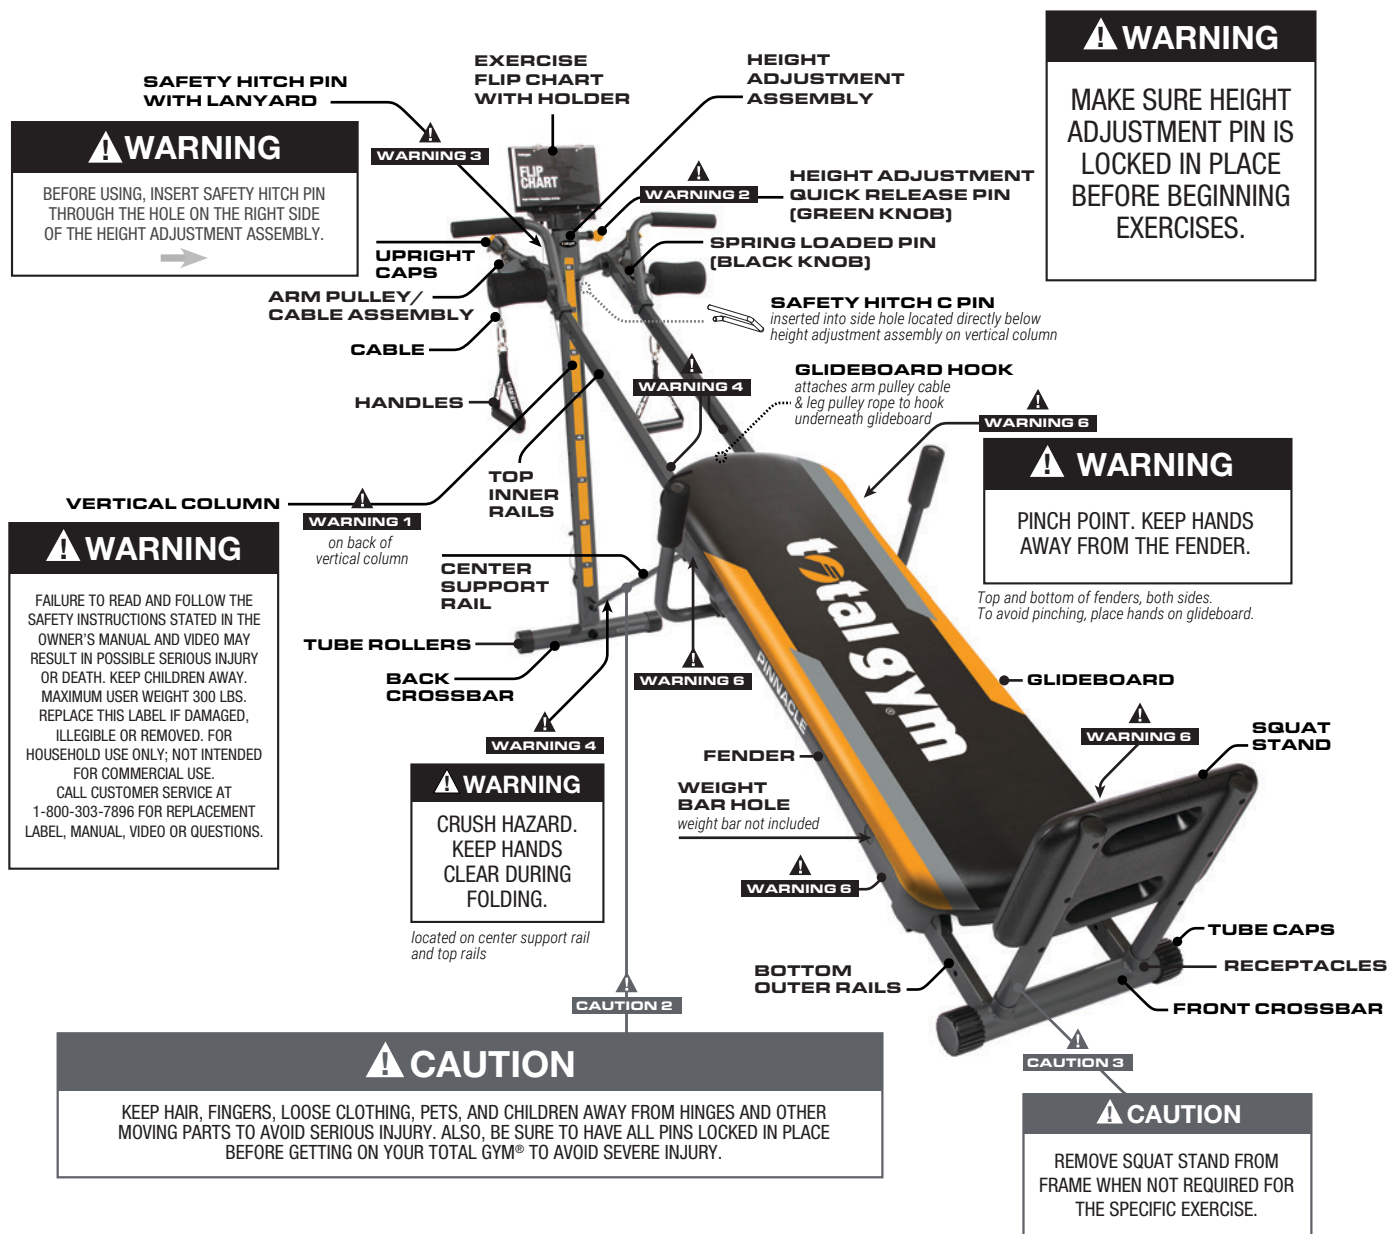 SAFETY HITCH PIN
WITH LANYARD
EXERCISE
FLIP CHART
WITH HOLDER
HEIGHT
ADJUSTMENT
ASSEMBLY
WARNING
MAKE SURE HEIGHT
ADJUSTMENT PIN IS
LOCKED IN PLACE
BEFORE BEGINNING
EXERCISES.
WARNING
BEFORE USING, INSERT SAFETY HITCH PIN
THROUGH THE HOLE ON THE RIGHT SIDE
OF THE HEIGHT ADJUSTMENT ASSEMBLY.
WARNING 3
FLIP
CHART
WARNING 2
HEIGHT ADJUSTMENT
QUICK RELEASE PIN
(GREEN KNOB)
UPRIGHT
CAPS
SPRING LOADED PIN
(BLACK KNOB)
ARM PULLEY/
CABLE ASSEMBLY
SAFETY HITCH C PIN
inserted into side hole located directly below
height adjustment assembly on vertical column
CABLE
HANDLES
WARNING 4
GLIDEBOARD HOOK
attaches arm pulley cable
& leg pulley rope to hook
underneath glideboard
WARNING 6
WARNING
PINCH POINT. KEEP HANDS
AWAY FROM THE FENDER.
Top and bottom of fenders, both sides.
To avoid pinching, place hands on glideboard.
TOP
INNER
RAILS
VERTICAL COLUMN
WARNING 1
on back of
vertical column
WARNING
FAILURE TO READ AND FOLLOW THE
SAFETY INSTRUCTIONS STATED IN THE
OWNER'S MANUAL AND VIDEO MAY
RESULT IN POSSIBLE SERIOUS INJURY
OR DEATH. KEEP CHILDREN AWAY.
MAXIMUM USER WEIGHT 300 LBS.
REPLACE THIS LABEL IF DAMAGED,
ILLEGIBLE OR REMOVED. FOR
HOUSEHOLD USE ONLY; NOT INTENDED
FOR COMMERCIAL USE.
CALL CUSTOMER SERVICE AT
1-800-303-7896 FOR REPLACEMENT
LABEL, MANUAL, VIDEO OR QUESTIONS.
CENTER
SUPPORT
RAIL
TUBE ROLLERS
BACK
CROSSBAR
WARNING 6
total gym®
PINNACLE
GLIDEBOARD
WARNING 6
SQUAT
STAND
WARNING 4
WARNING
CRUSH HAZARD.
KEEP HANDS
CLEAR DURING
FOLDING.
located on center support rail
and top rails
FENDER
WEIGHT
BAR HOLE
weight bar not included
WARNING 6
BOTTOM
OUTER RAILS
TUBE CAPS
RECEPTACLES
FRONT CROSSBAR
CAUTION 2
CAUTION
KEEP HAIR, FINGERS, LOOSE CLOTHING, PETS, AND CHILDREN AWAY FROM HINGES AND OTHER
MOVING PARTS TO AVOID SERIOUS INJURY. ALSO, BE SURE TO HAVE ALL PINS LOCKED IN PLACE
BEFORE GETTING ON YOUR TOTAL GYM® TO AVOID SEVERE INJURY.
CAUTION 3
CAUTION
REMOVE SQUAT STAND FROM
FRAME WHEN NOT REQUIRED FOR
THE SPECIFIC EXERCISE.